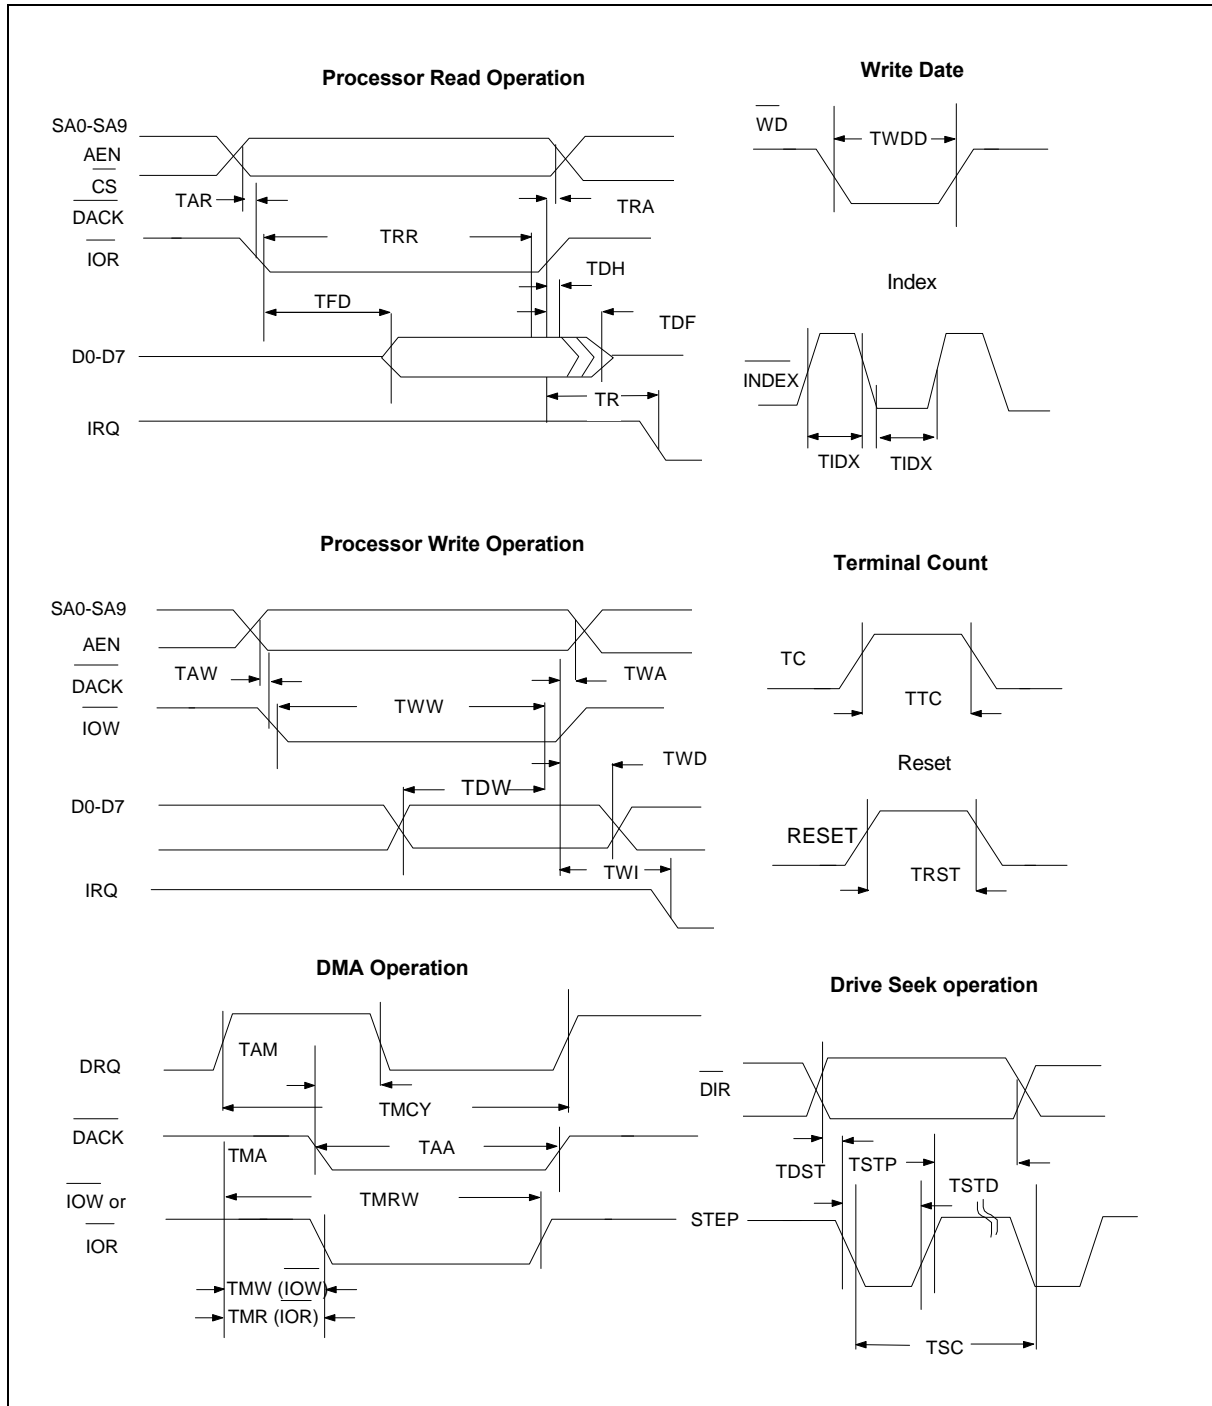 Processor Read Operation
SA0-SA9
AEN
CS
DACK
IOR
D0-D7
IRQ
TAR
TRA
TRR
TDH
TFD
TDF
TR
Write Date
WD
TWDD
Index
INDEX
TIDX
TIDX
Processor Write Operation
SA0-SA9
AEN
DACK
IOW
D0-D7
IRQ
TAW
TWA
TWW
TWD
TDW
TWI
Terminal Count
TC
TTC
Reset
RESET
TRST
DMA Operation
DRQ
TAM
TMCY
DACK
TMA
TAA
IOW or
IOR
TMRW
TMW (IOW)
TMR (IOR)
Drive Seek operation
DIR
TDST
TSTP
TSTD
STEP
TSC